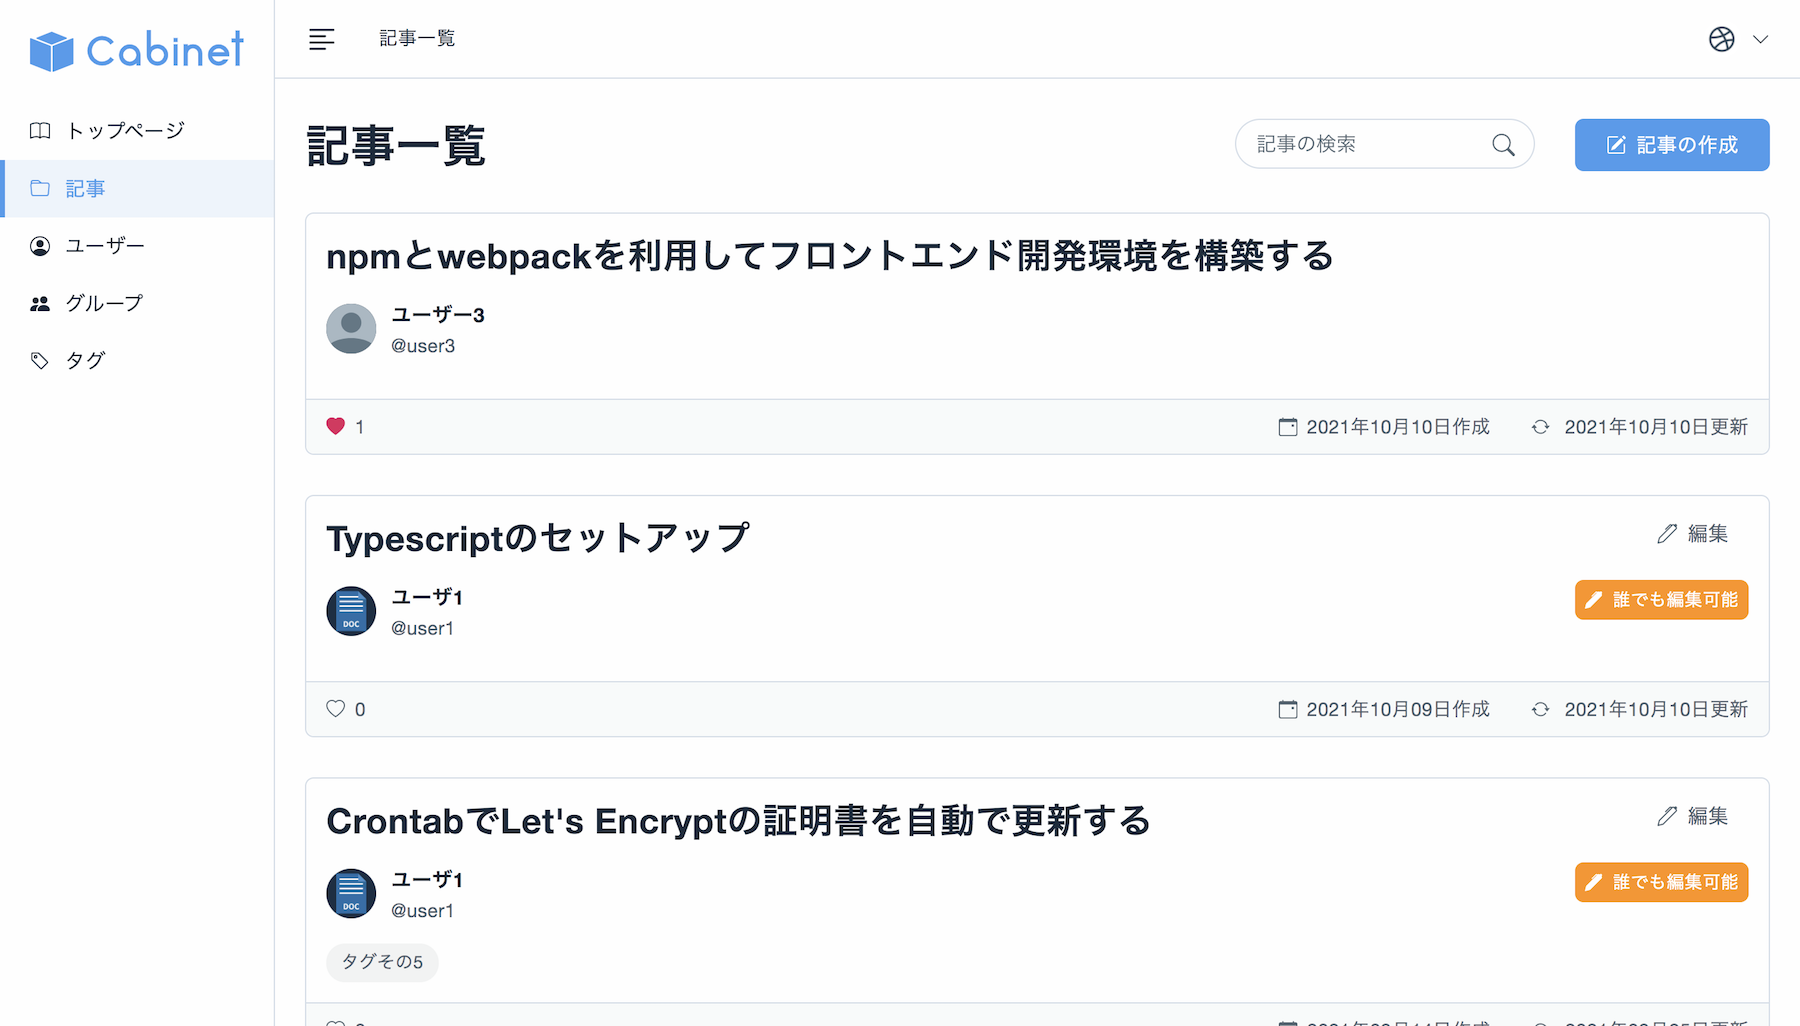 Cabinet
記事一覧
トップページ
記事
ユーザー
グループ
タグ
記事一覧
記事の検索
記事の作成
npmとwebpackを利用してフロントエンド開発環境を構築する
ユーザー3
@user3
1
2021年10月10日作成
2021年10月10日更新
Typescriptのセットアップ
編集
DOC
ユーザ1
@user1
誰でも編集可能
0
2021年10月09日作成
2021年10月10日更新
CrontabでLet's Encryptの証明書を自動で更新する
編集
DOC
ユーザ1
@user1
誰でも編集可能
タグその5